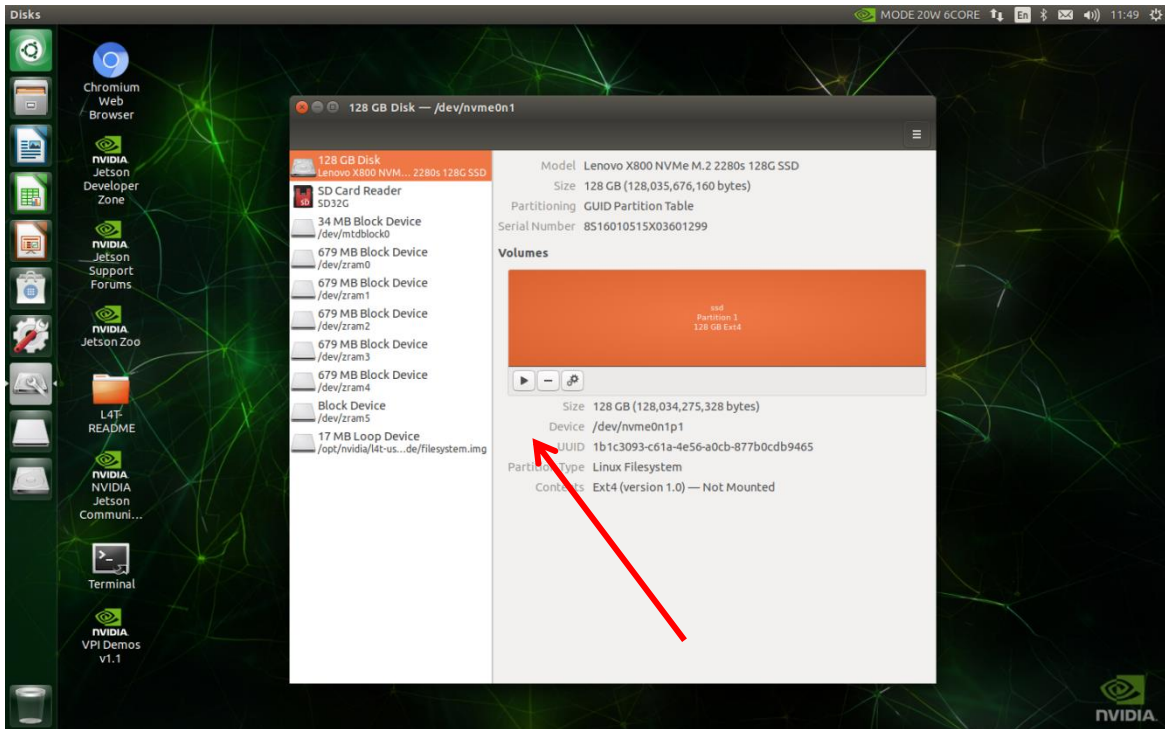 Disks
MODE 20W 6CORE
En
11:49
Chromium
Web
Browser
NVIDIA
Jetson
Developer
Zone
NVIDIA
Jetson
Support
Forums
NVIDIA
Jetson Zoo
L4T-
README
NVIDIA
NVIDIA
Jetson
Communi...
Terminal
NVIDIA
VPI Demos
v1.1
128 GB Disk — /dev/nvme0n1
128 GB Disk
Lenovo X800 NVM... 2280s 128G SSD
SD
SD Card Reader
SD32G
34 MB Block Device
/dev/mtdblock0
679 MB Block Device
/dev/zram0
679 MB Block Device
/dev/zram1
679 MB Block Device
/dev/zram2
679 MB Block Device
/dev/zram3
679 MB Block Device
/dev/zram4
Block Device
/dev/zram5
17 MB Loop Device
/opt/nvidia/l4t-us...de/filesystem.img
Model Lenovo X800 NVMe M.2 2280s 128G SSD
Size 128 GB (128,035,676,160 bytes)
Partitioning GUID Partition Table
Serial Number 8S16010515X03601299
Volumes
ssd
Partition 1
128 GB Ext4
Size 128 GB (128,034,275,328 bytes)
Device /dev/nvme0n1p1
UUID 1b1c3093-c61a-4e56-a0cb-877b0cdb9465
Partition Type Linux Filesystem
Contents Ext4 (version 1.0) — Not Mounted
NVIDIA.